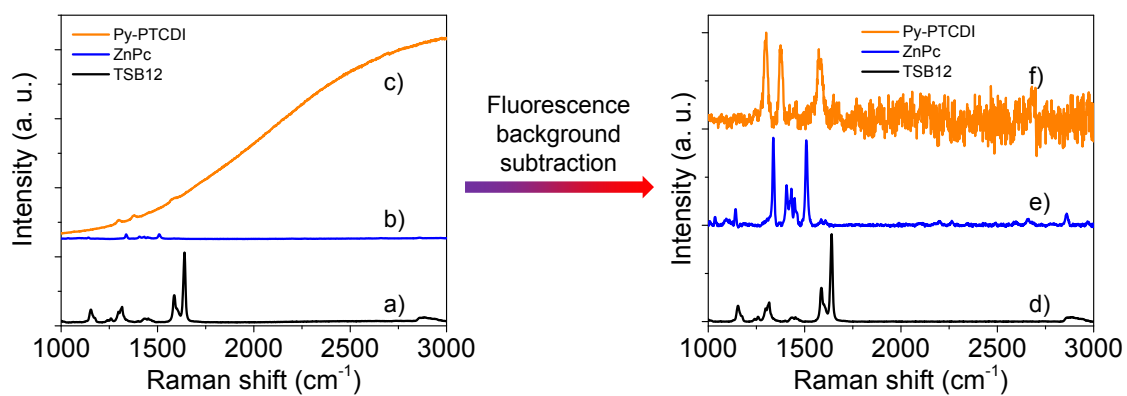 Py-PTCDI
ZnPc
TSB12
c)
b)
a)
Intensity (a. u.)
1000 1500 2000 2500 3000
Raman shift (cm⁻¹)
Fluorescence
background
subtraction
Py-PTCDI
ZnPc
TSB12
f)
e)
d)
Intensity (a. u.)
1000 1500 2000 2500 3000
Raman shift (cm⁻¹)